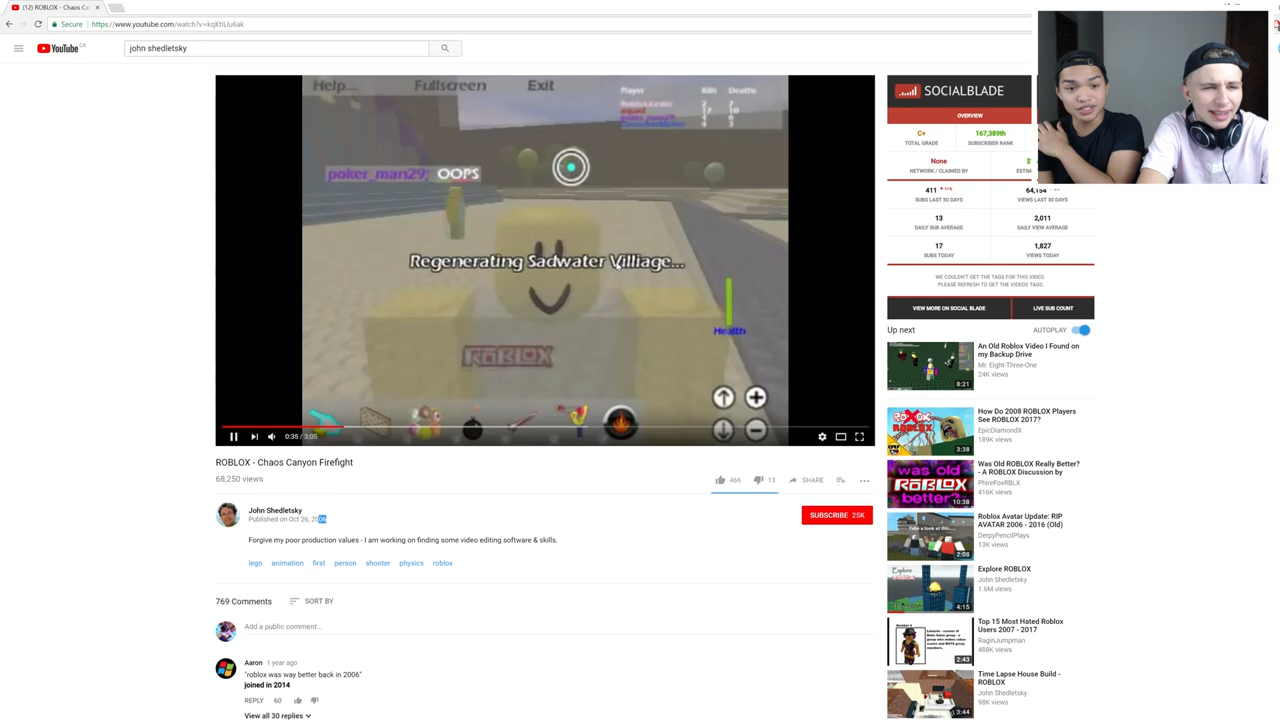 (12) ROBLOX - Chaos Ca
Secure
https://www.youtube.com/watch?v=kqKtlLlu6ak
YouTube CA
john shedletsky
Help...
Fullscreen
Exit
Player
Kills
Deaths
poker_man29; OOPS
Regenerating Sadwater Villiage...
Health
ROBLOX
0:35 / 3:05
ROBLOX - Chaos Canyon Firefight
68,250 views
466
13
SHARE
John Shedletsky
Published on Oct 26, 2006
SUBSCRIBE 25K
Forgive my poor production values - I am working on finding some video editing software & skills.
lego animation first person shooter physics roblox
769 Comments
SORT BY
Add a public comment...
Aaron 1 year ago
"roblox was way better back in 2006"
joined in 2014
REPLY 60
View all 30 replies
SOCIALBLADE
OVERVIEW
C+
TOTAL GRADE
167,389th
SUBSCRIBER RANK
None
NETWORK / CLAIMED BY
$
ESTIM
411
SUBS LAST 30 DAYS
64,154
VIEWS LAST 30 DAYS
13
DAILY SUB AVERAGE
2,011
DAILY VIEW AVERAGE
17
SUBS TODAY
1,827
VIEWS TODAY
WE COULDN'T GET THE TAGS FOR THIS VIDEO.
PLEASE REFRESH TO GET THE VIDEOS TAGS.
VIEW MORE ON SOCIAL BLADE
LIVE SUB COUNT
Up next
AUTOPLAY
An Old Roblox Video I Found on
my Backup Drive
Mr. Eight-Three-One
24K views
8:21
How Do 2008 ROBLOX Players
See ROBLOX 2017?
EpicDiamondX
189K views
3:38
was old
ROBLOX
better?
Was Old ROBLOX Really Better?
- A ROBLOX Discussion by
PhireFoxRBLX
416K views
10:38
Roblox Avatar Update: RIP
AVATAR 2006 - 2016 (Old)
DerpyPencilPlays
13K views
2:08
Explore
Explore ROBLOX
John Shedletsky
1.6M views
4:15
Top 15 Most Hated Roblox
Users 2007 - 2017
RaginJumpman
488K views
2:43
Time Lapse House Build -
ROBLOX
John Shedletsky
98K views
3:44